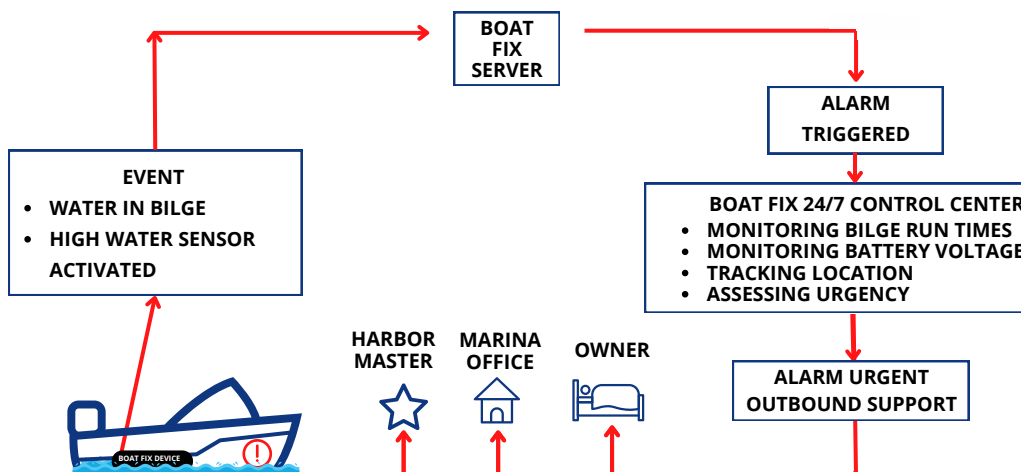 BOAT
FIX
SERVER
ALARM
TRIGGERED
EVENT
• WATER IN BILGE
• HIGH WATER SENSOR
ACTIVATED
BOAT FIX 24/7 CONTROL CENTER
• MONITORING BILGE RUN TIMES
• MONITORING BATTERY VOLTAGE
• TRACKING LOCATION
• ASSESSING URGENCY
HARBOR
MASTER
MARINA
OFFICE
OWNER
ALARM URGENT
OUTBOUND SUPPORT
BOAT FIX DEVICE
!